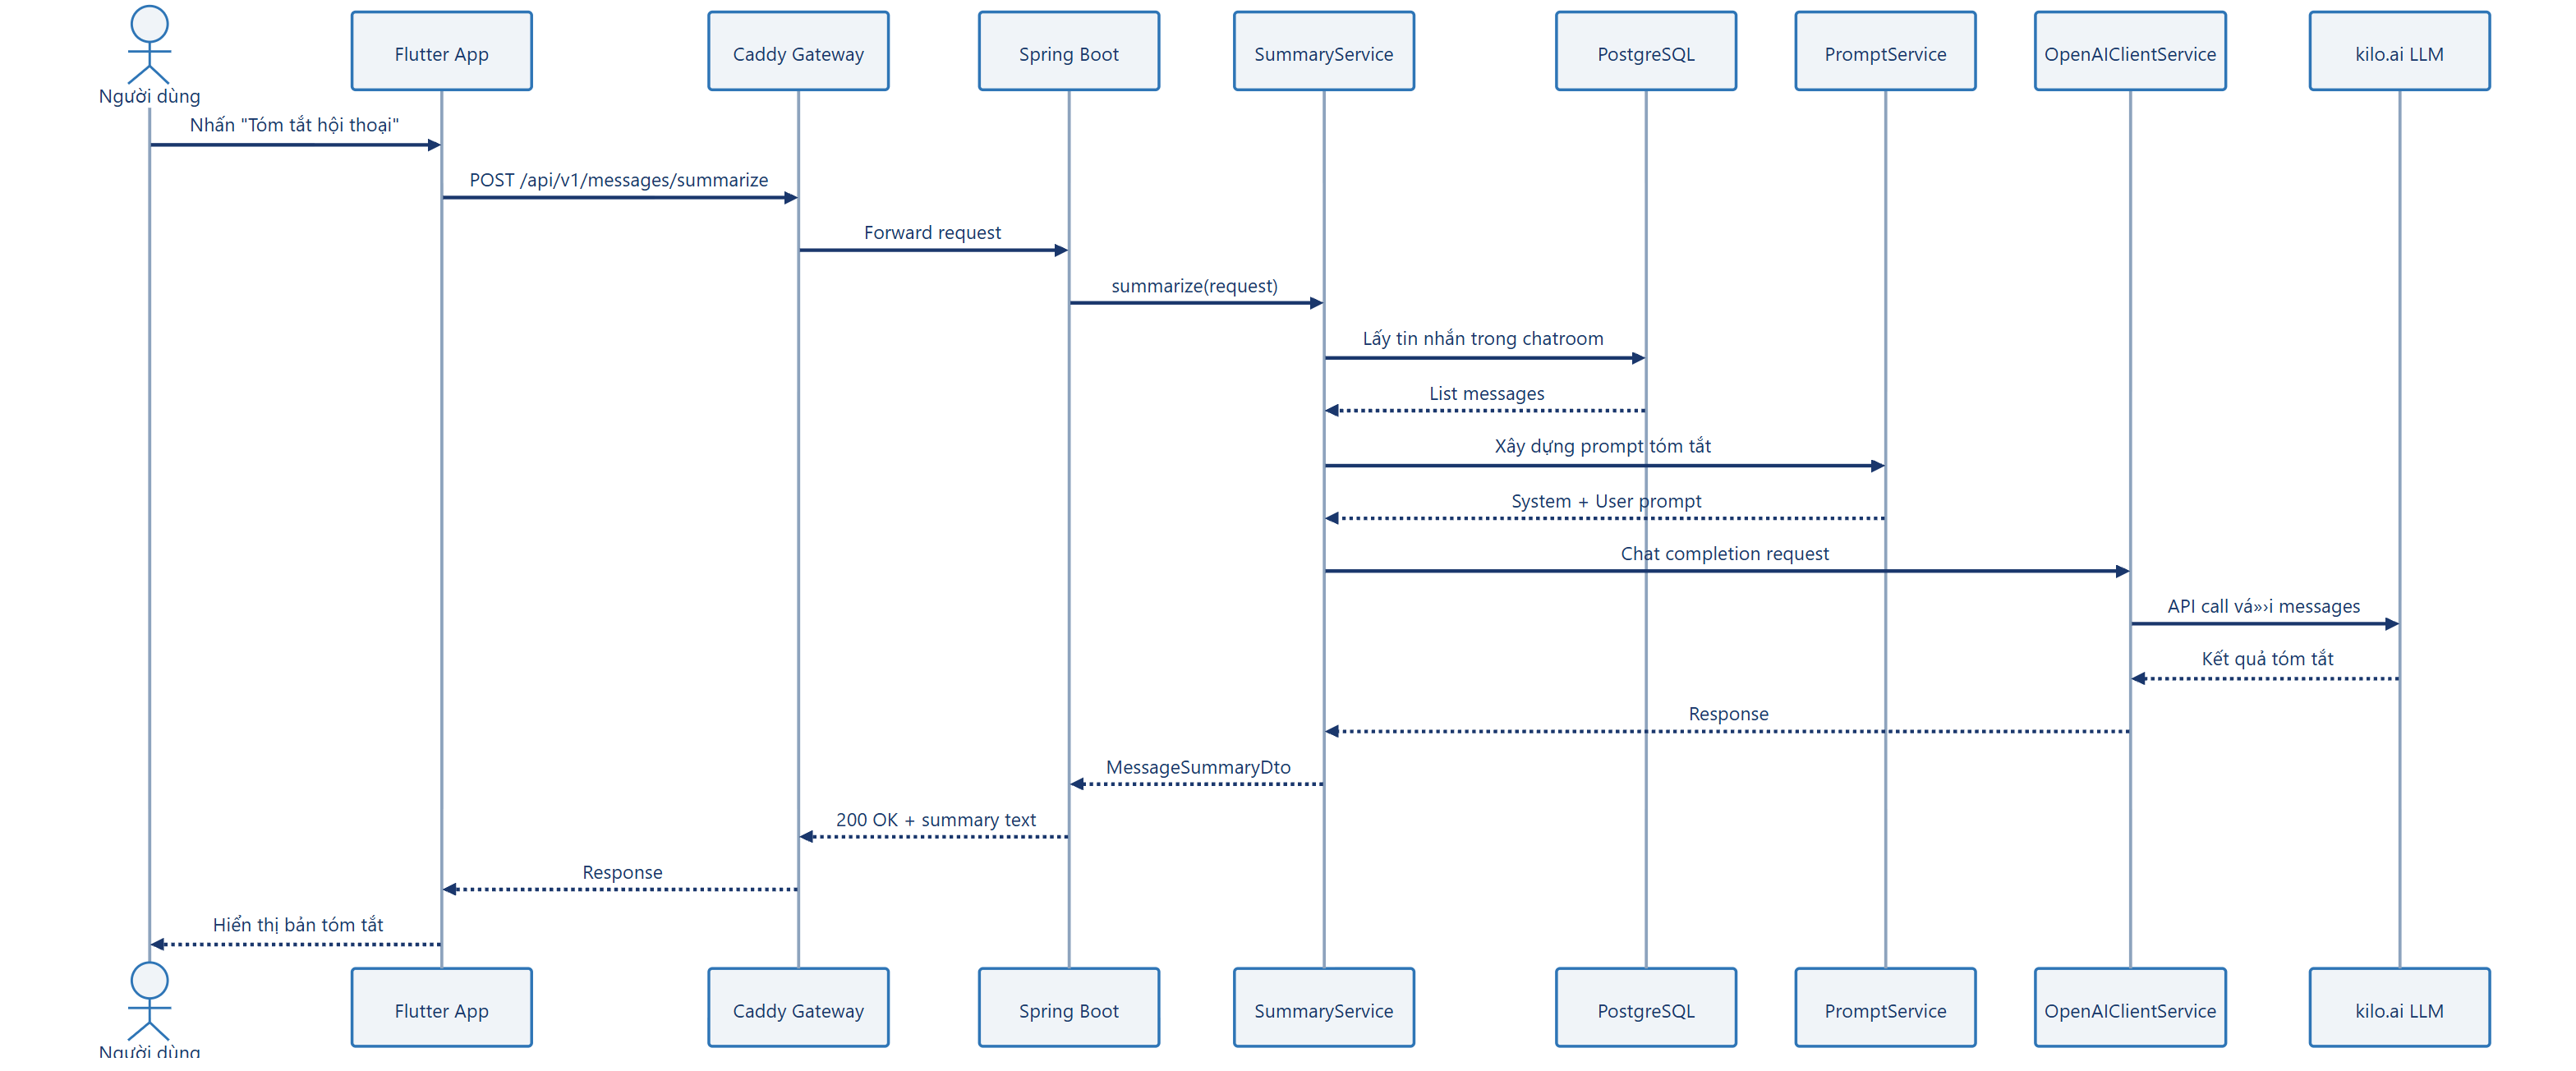 Người dùng
Flutter App
Caddy Gateway
Spring Boot
SummaryService
PostgreSQL
PromptService
OpenAIClientService
kilo.ai LLM
Nhấn "Tóm tắt hội thoại"
POST /api/v1/messages/summarize
Forward request
summarize(request)
Lấy tin nhắn trong chatroom
List messages
Xây dựng prompt tóm tắt
System + User prompt
Chat completion request
API call vá»›i messages
Kết quả tóm tắt
Response
MessageSummaryDto
200 OK + summary text
Response
Hiển thị bản tóm tắt
Flutter App
Caddy Gateway
Spring Boot
SummaryService
PostgreSQL
PromptService
OpenAIClientService
kilo.ai LLM
Người dùng